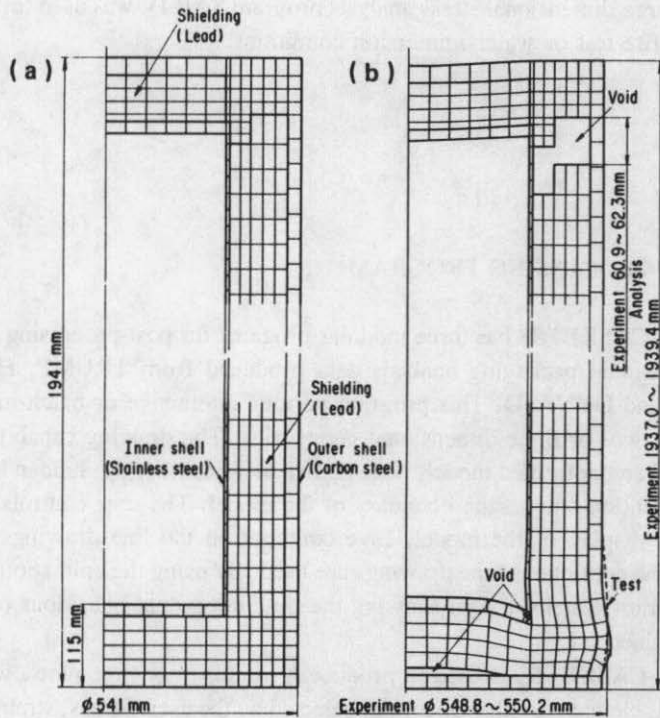 (a)
Shielding
(Lead)
1941 mm
Shielding
(Lead)
Inner shell
(Stainless steel)
Outer shell
(Carbon steel)
115 mm
ø 541 mm
(b)
Void
Experiment 60.9~62.3mm
Analysis
Experiment 1937.0 ~ 1939.4 mm
Void
Test
Experiment ø 548.8~550.2 mm